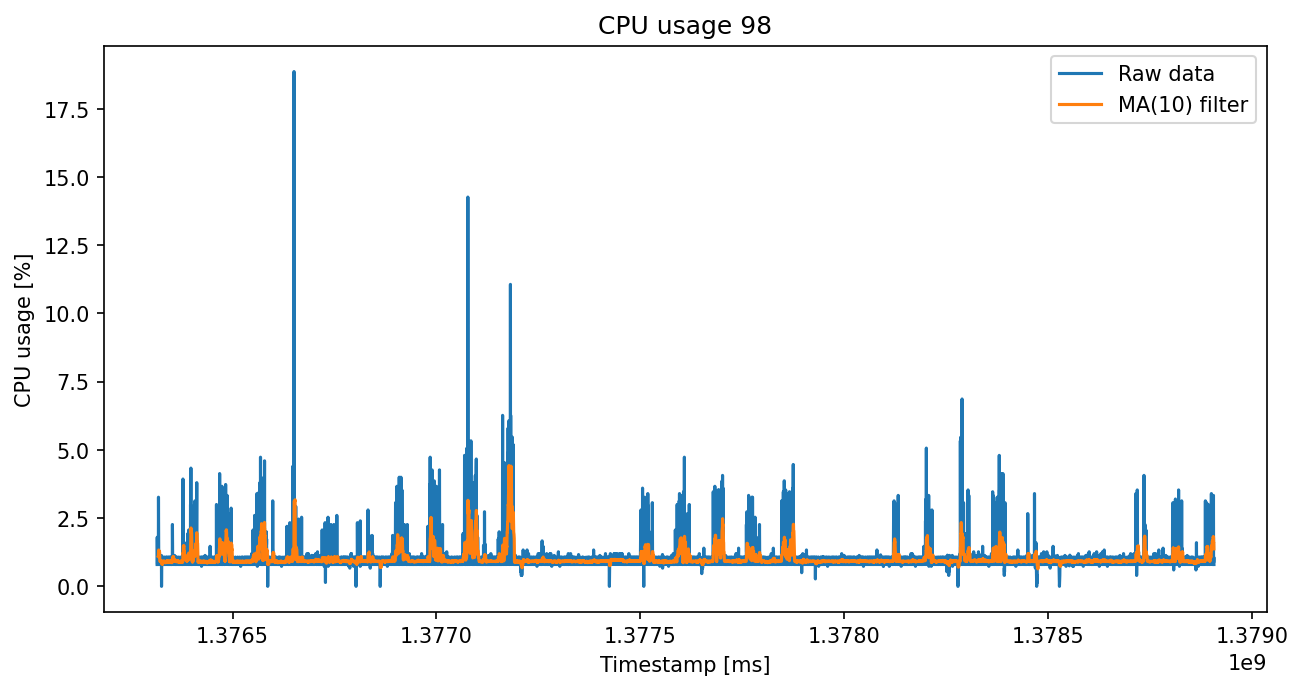 CPU usage 98
Raw data
MA(10) filter
CPU usage [%]
17.5
15.0
12.5
10.0
7.5
5.0
2.5
0.0
1.3765 1.3770 1.3775 1.3780 1.3785 1.3790
1e9
Timestamp [ms]